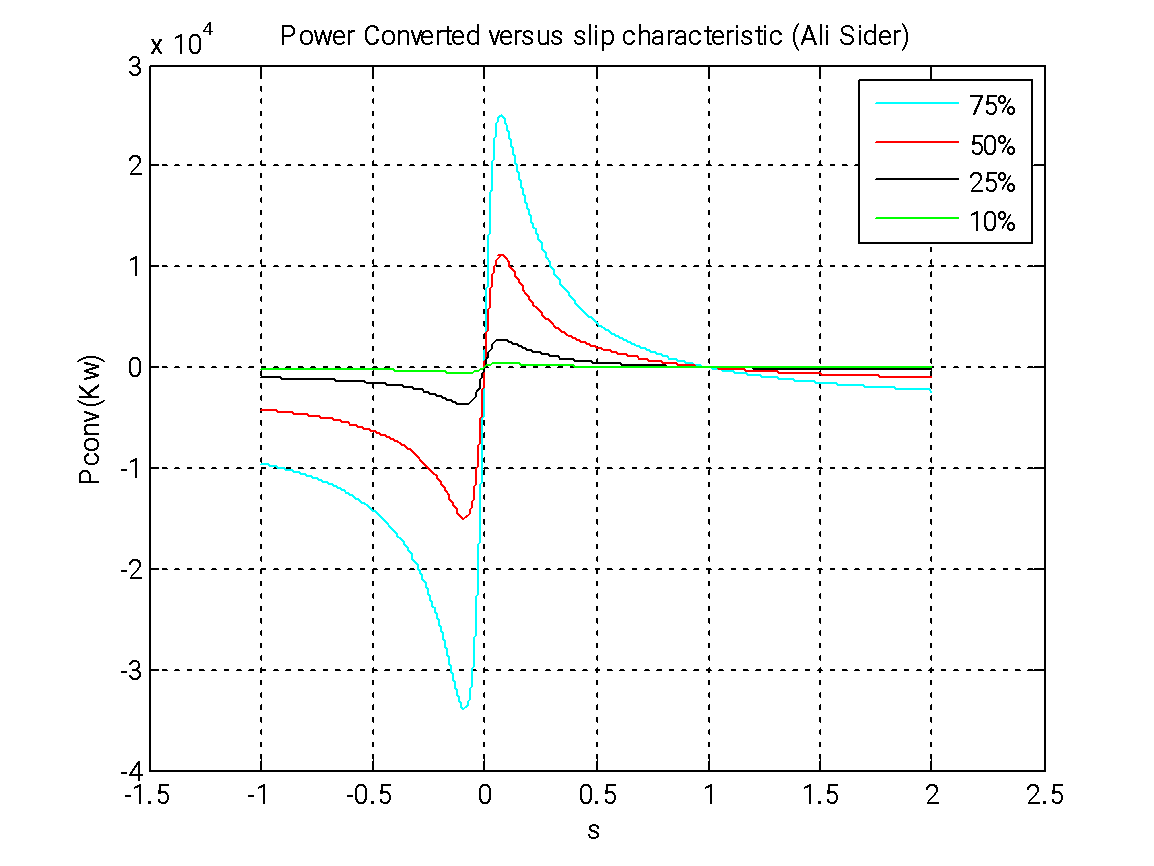 Power Converted versus slip characteristic (Ali Sider)
x 10^4
3
2
1
0
-1
-2
-3
-4
Pconv(Kw)
75%
50%
25%
10%
-1.5 -1 -0.5 0 0.5 1 1.5 2 2.5
s